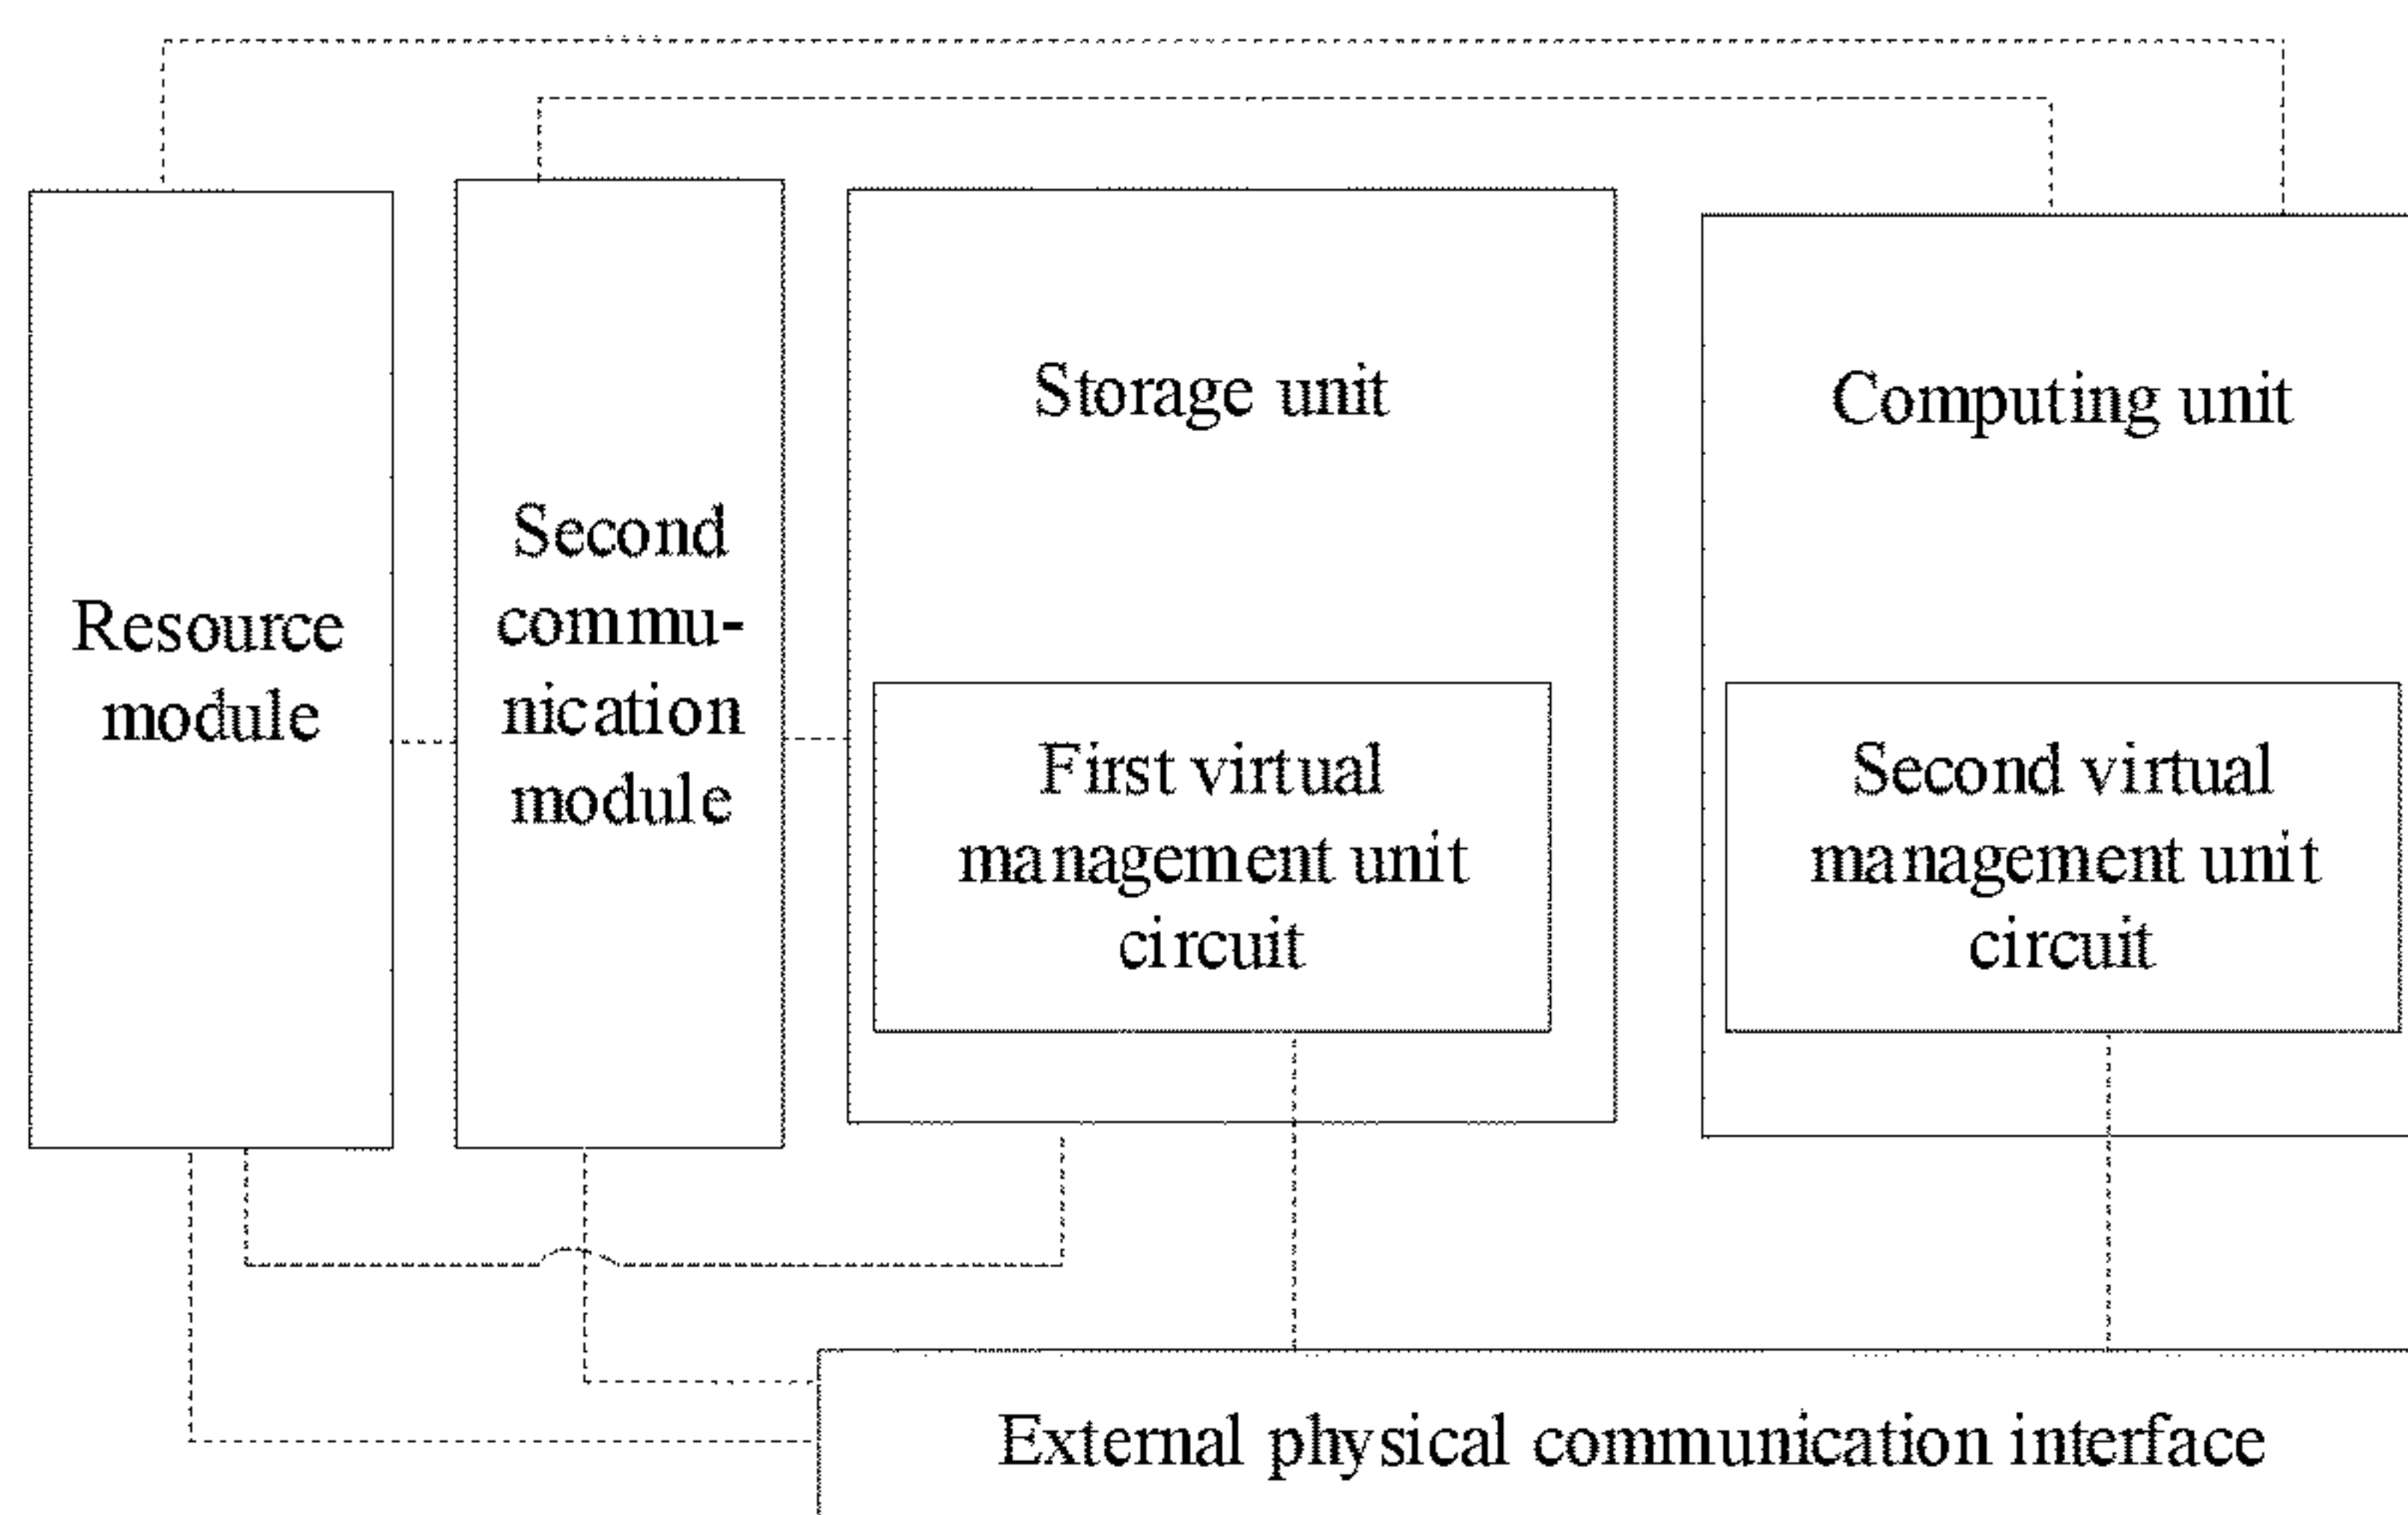 Resource
module
Second
commu-
nication
module
Storage unit
First virtual
management unit
circuit
Computing unit
Second virtual
management unit
circuit
External physical communication interface